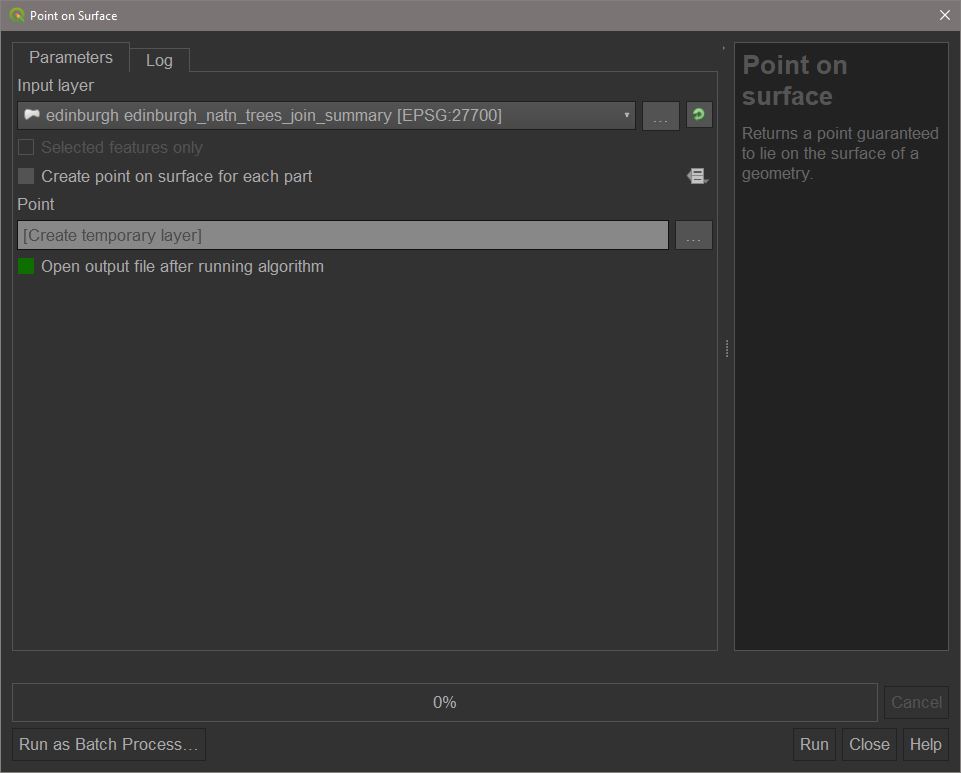 Point on Surface
Parameters
Log
Input layer
edinburgh edinburgh_natn_trees_join_summary [EPSG:27700]
...
Selected features only
Create point on surface for each part
Point
[Create temporary layer]
...
Open output file after running algorithm
Point on
surface
Returns a point guaranteed
to lie on the surface of a
geometry.
0%
Cancel
Run as Batch Process...
Run
Close
Help